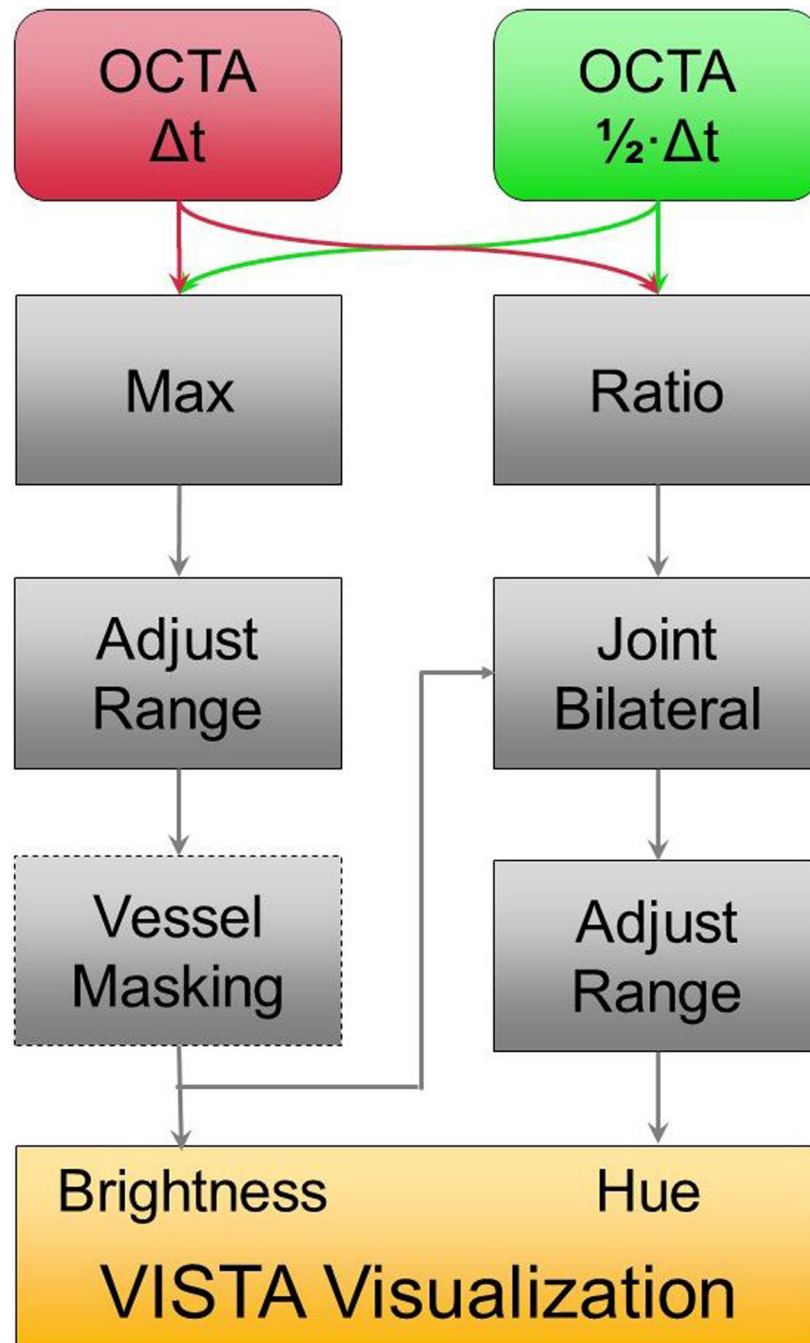 OCTA
Δt
OCTA
½·Δt
Max
Ratio
Adjust
Range
Joint
Bilateral
Vessel
Masking
Adjust
Range
Brightness
Hue
VISTA Visualization